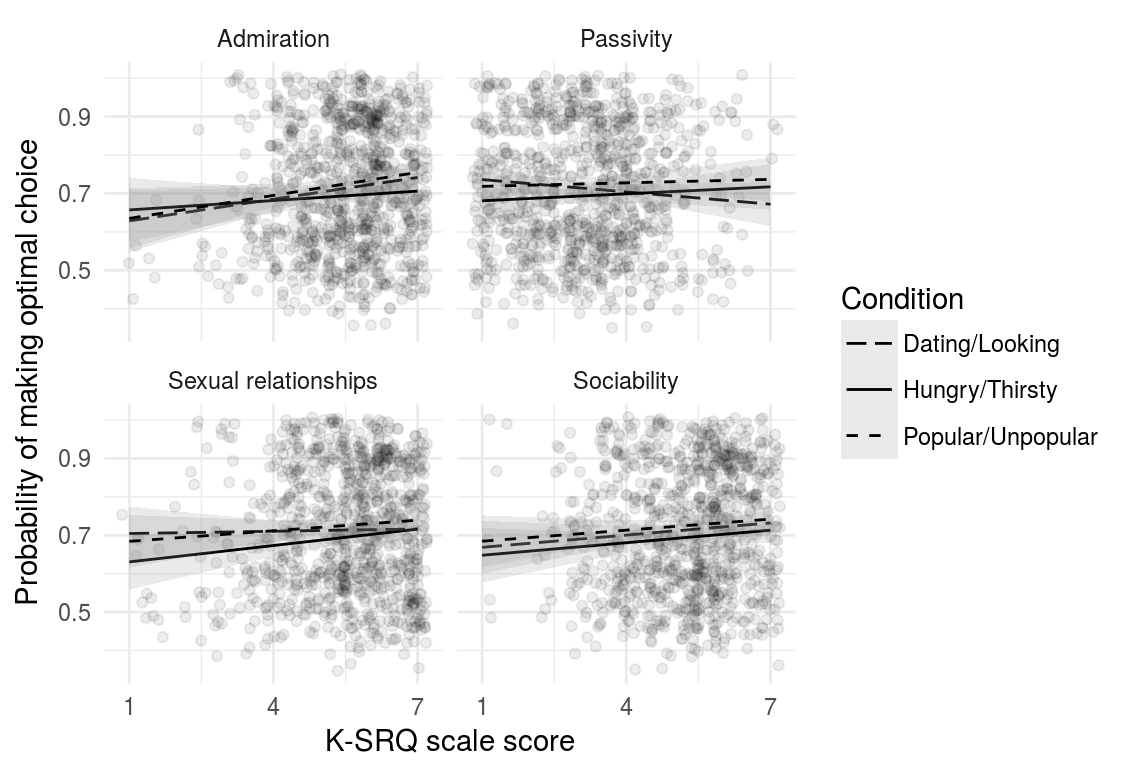 Admiration
Passivity
0.9
0.7
0.5
Sexual relationships
Sociability
0.9
0.7
0.5
1
4
7
1
4
7
K-SRQ scale score
Probability of making optimal choice
Condition
Dating/Looking
Hungry/Thirsty
Popular/Unpopular